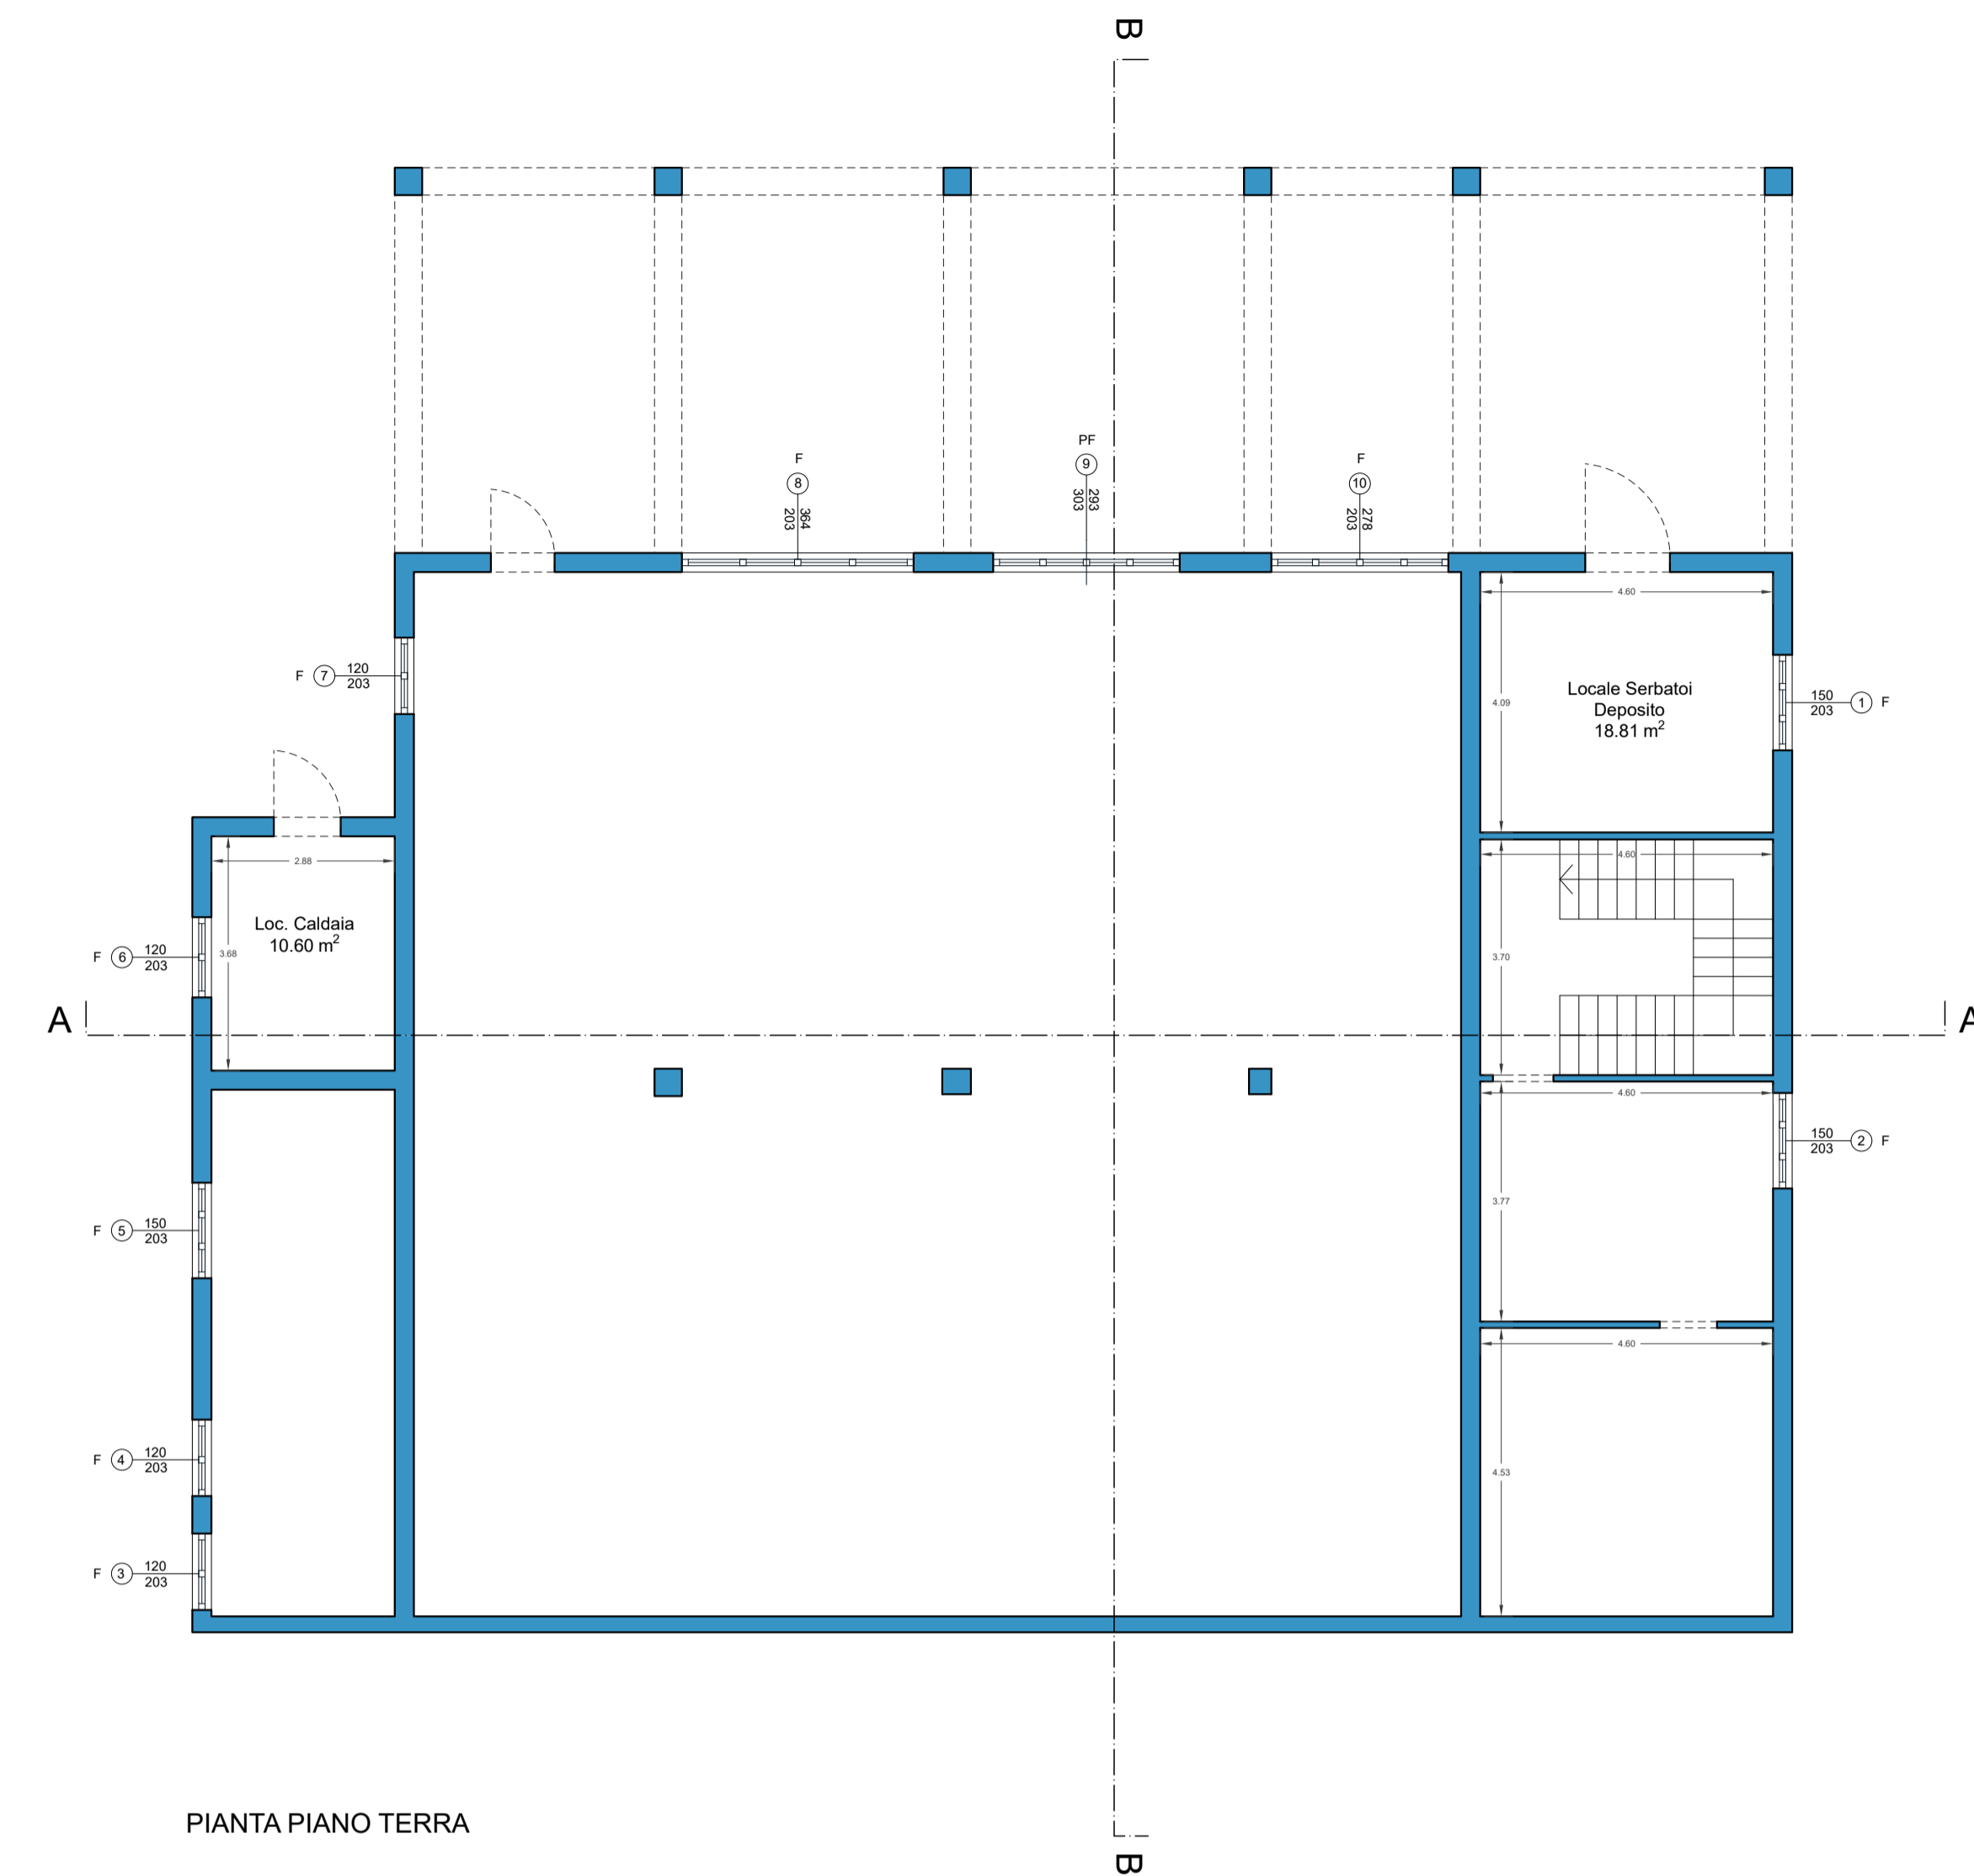 B
PF
9
293
303
F
8
364
203
F
10
278
203
4.60
F 7 120
203
Locale Serbatoi
Deposito
18.81 m²
4.09
150 1 F
203
2.88
4.60
Loc. Caldaia
10.60 m²
3.68
F 6 120
203
3.70
A
A
4.60
150 2 F
203
3.77
F 5 150
203
4.60
F 4 120
203
4.53
F 3 120
203
PIANTA PIANO TERRA
B